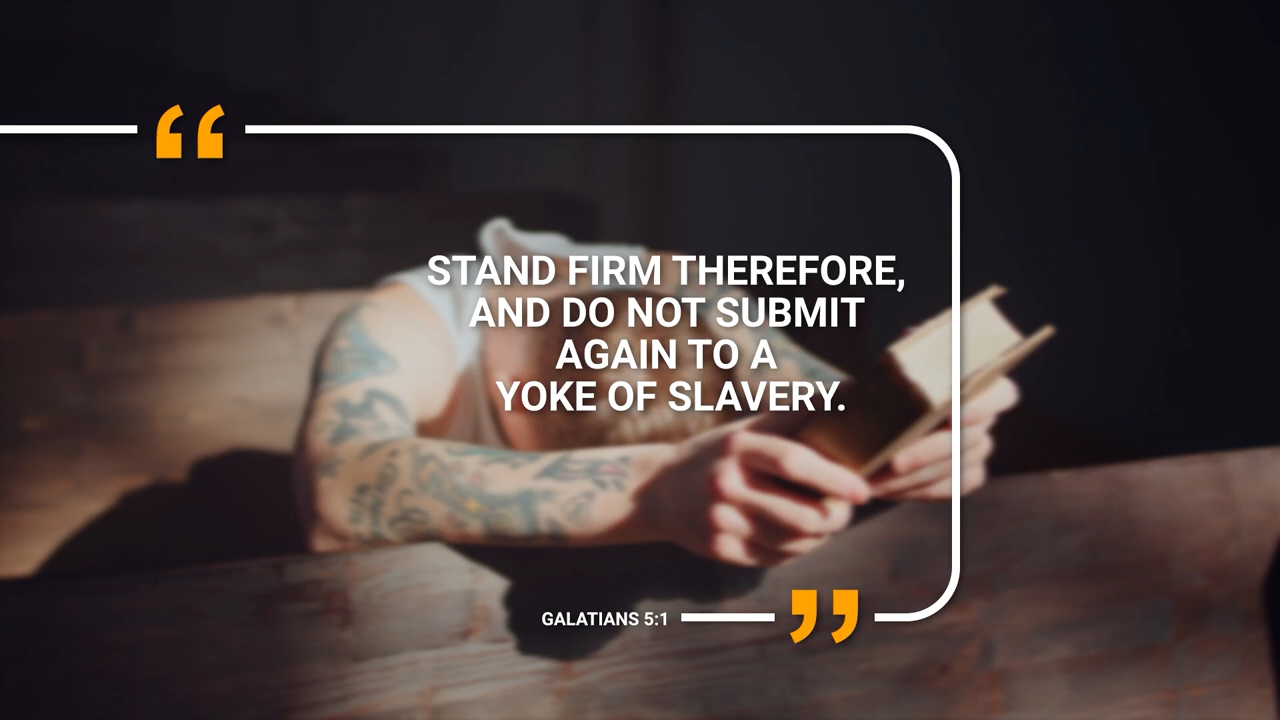 “
STAND FIRM THEREFORE,
AND DO NOT SUBMIT
AGAIN TO A
YOKE OF SLAVERY.
GALATIANS 5:1
”